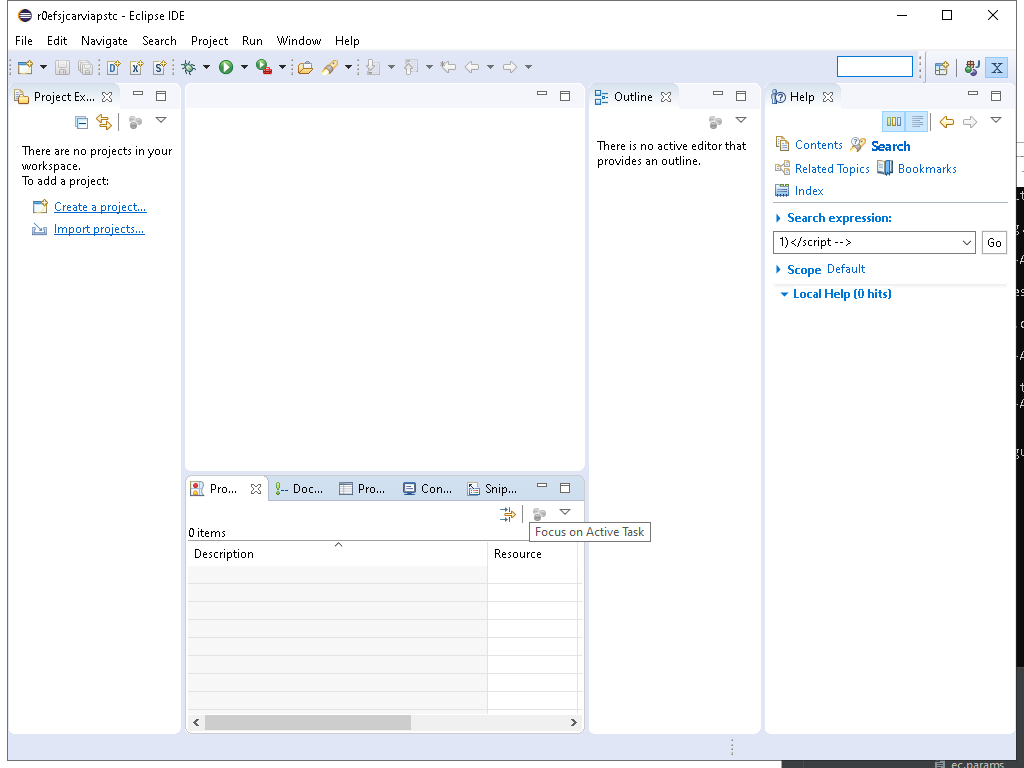 r0efsjcarviapstc - Eclipse IDE
File Edit Navigate Search Project Run Window Help
Project Ex...
There are no projects in your
workspace.
To add a project:
Create a project...
Import projects...
Outline
There is no active editor that
provides an outline.
Help
Contents Search
Related Topics Bookmarks
Index
Search expression:
1)</script --> Go
Scope Default
Local Help (0 hits)
Pro... Doc... Pro... Con... Snip...
Focus on Active Task
0 items
Description Resource
ec.params